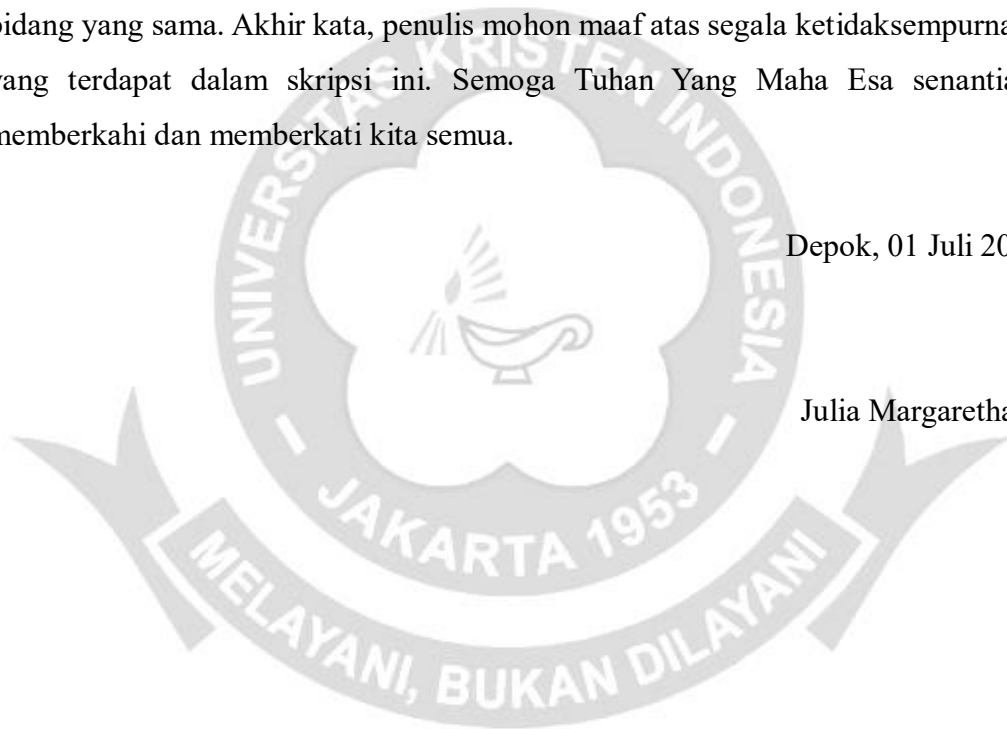 bidang yang sama. Akhir kata, penulis mohon maaf atas segala ketidaksempurna
yang terdapat dalam skripsi ini. Semoga Tuhan Yang Maha Esa senantia
memberkahi dan memberkati kita semua.
Depok, 01 Juli 20
Julia Margaretha
UNIVERSITAS KRISTEN INDONESIA
JAKARTA 1953
MELAYANI, BUKAN DILAYANI